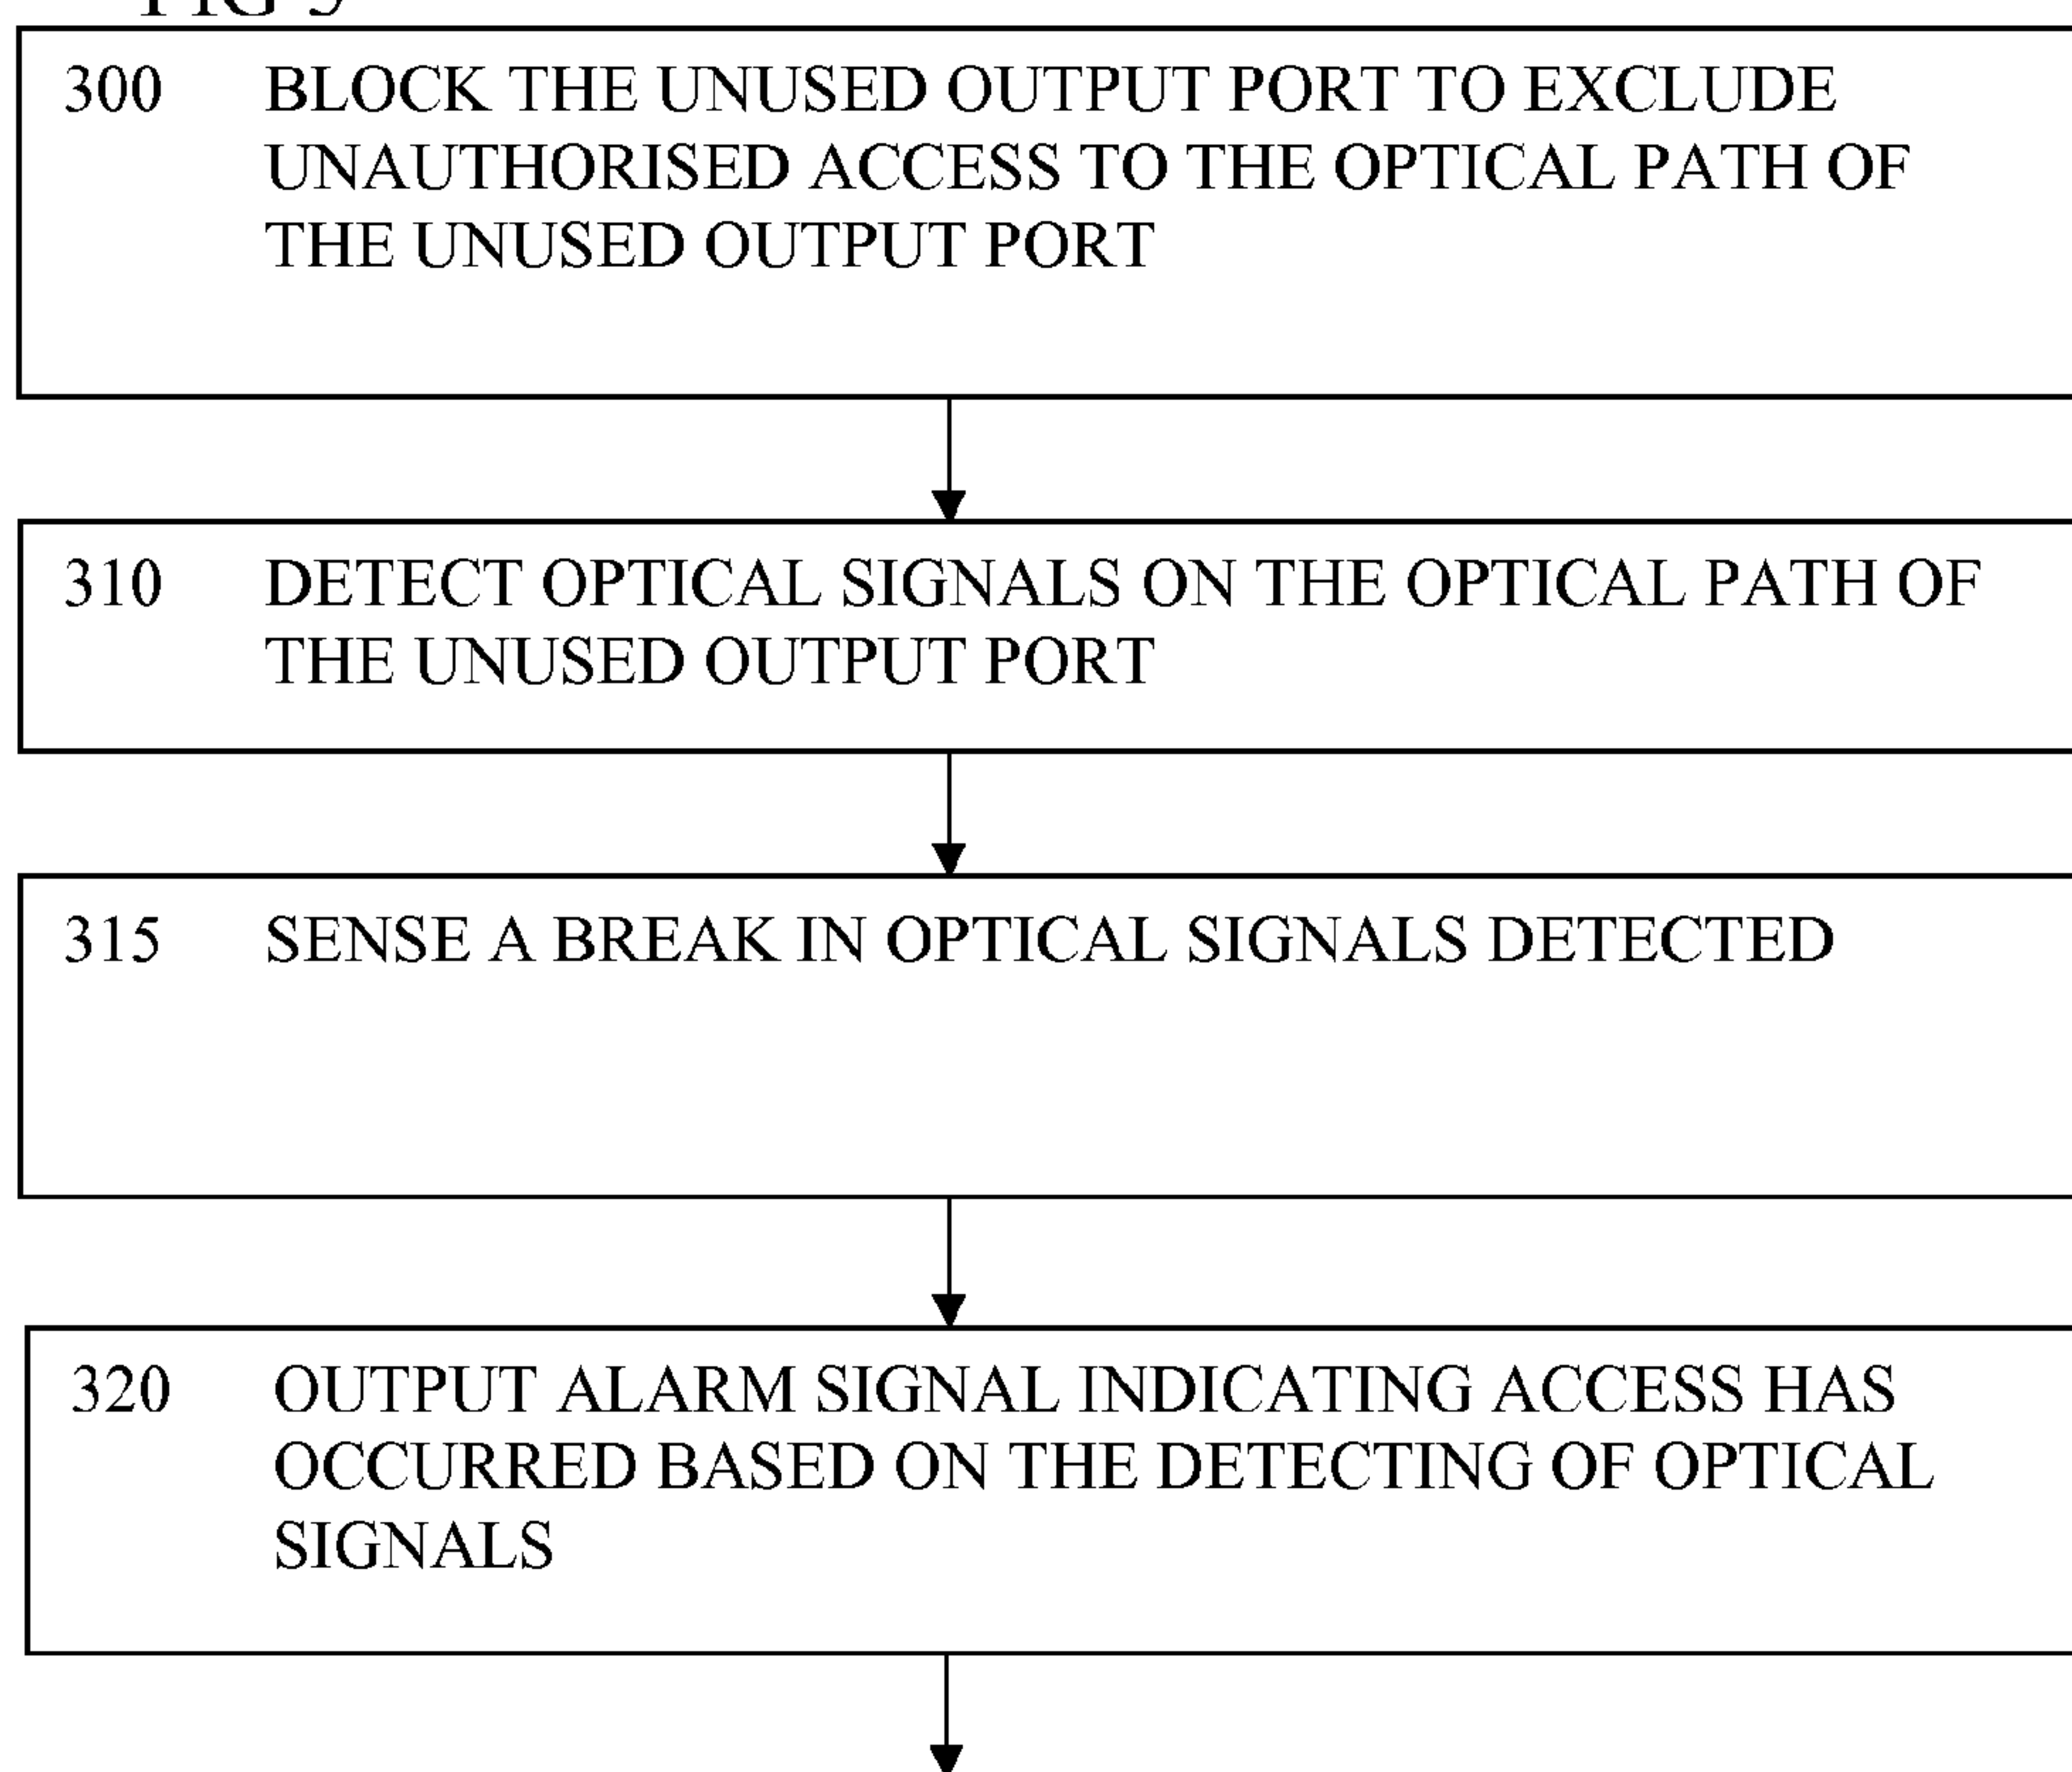 300 BLOCK THE UNUSED OUTPUT PORT TO EXCLUDE
UNAUTHORISED ACCESS TO THE OPTICAL PATH OF
THE UNUSED OUTPUT PORT
310 DETECT OPTICAL SIGNALS ON THE OPTICAL PATH OF
THE UNUSED OUTPUT PORT
315 SENSE A BREAK IN OPTICAL SIGNALS DETECTED
320 OUTPUT ALARM SIGNAL INDICATING ACCESS HAS
OCCURRED BASED ON THE DETECTING OF OPTICAL
SIGNALS